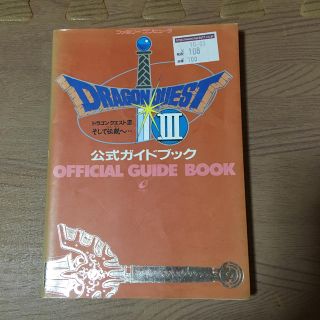 ファミリーコンピュータ
108
100
DRAGON QUEST
III
ドラゴンクエストIII
そして伝説へ…
公式ガイドブック
OFFICIAL GUIDE BOOK